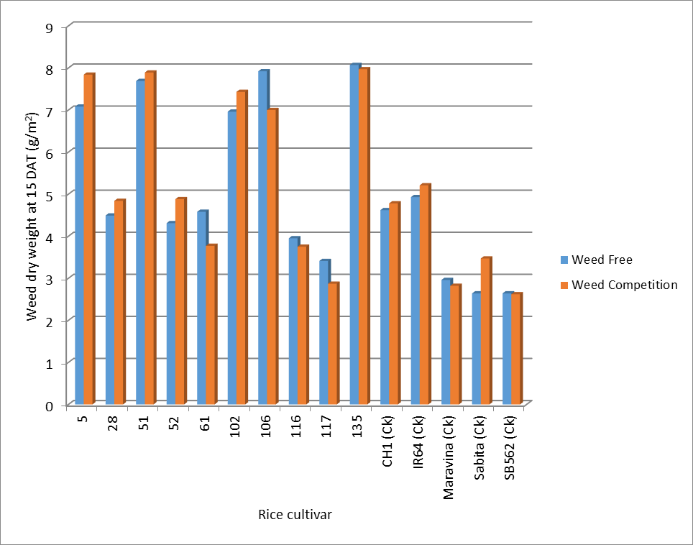 9
8
7
6
5
4
3
2
1
0
Weed dry weight at 15 DAT (g/m²)
5
28
51
52
61
102
106
116
117
135
CH1 (Ck)
IR64 (Ck)
Maravina (Ck)
Sabita (Ck)
SB562 (Ck)
Rice cultivar
Weed Free
Weed Competition